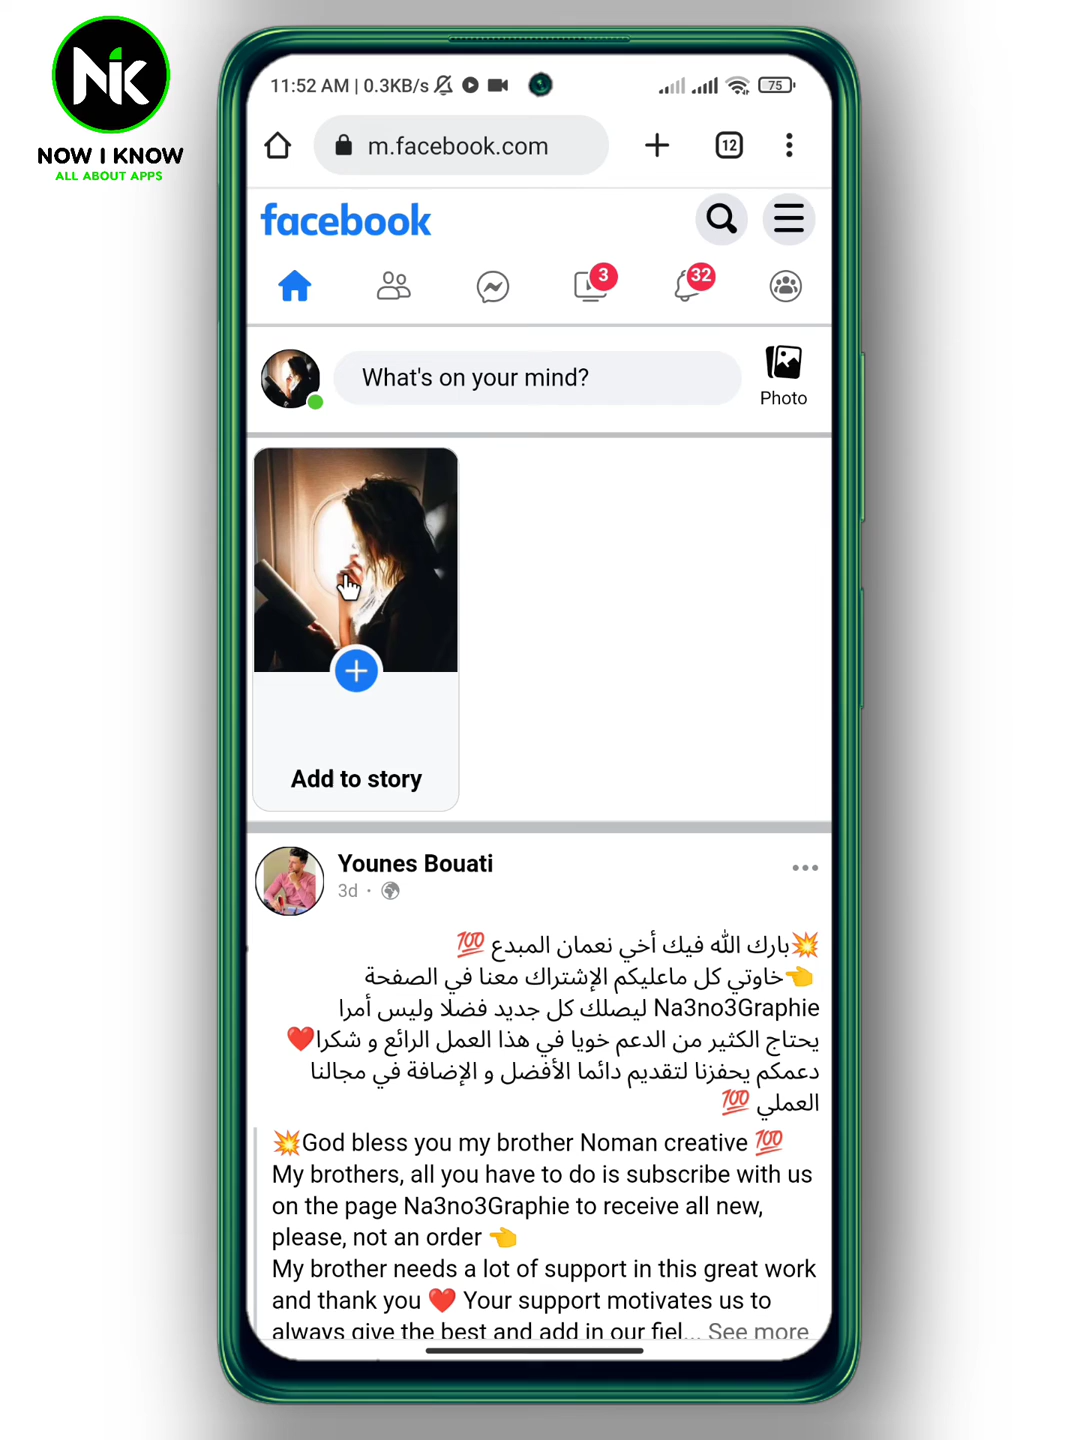 NK
NOW I KNOW
ALL ABOUT APPS
11:52 AM | 0.3KB/s
75
m.facebook.com
12
facebook
3
32
What's on your mind?
Photo
Add to story
Younes Bouati
3d ·
💥بارك الله فيك أخي نعمان المبدع 💯
👈خاوتي كل ماعليكم الإشتراك معنا في الصفحة
Na3no3Graphie ليصلك كل جديد فضلا وليس أمرا
يحتاج الكثير من الدعم خويا في هذا العمل الرائع و شكرا❤️
دعمكم يحفزنا لتقديم دائما الأفضل و الإضافة في مجالنا
العملي 💯
💥God bless you my brother Noman creative 💯
My brothers, all you have to do is subscribe with us
on the page Na3no3Graphie to receive all new,
please, not an order 👈
My brother needs a lot of support in this great work
and thank you ❤️ Your support motivates us to
always give the best and add in our fiel... See more